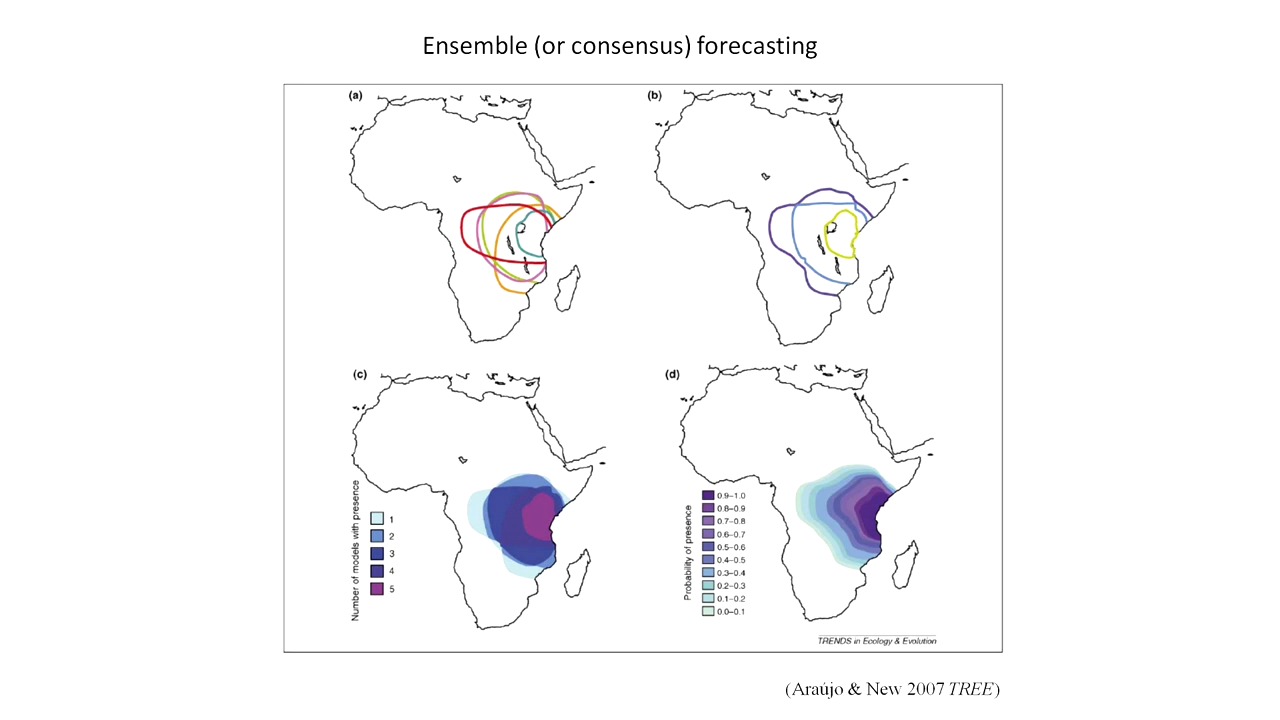 Ensemble (or consensus) forecasting
(a)
(b)
(c)
Number of models with presence
1
2
3
4
5
(d)
Probability of presence
0.9–1.0
0.8–0.9
0.7–0.8
0.6–0.7
0.5–0.6
0.4–0.5
0.3–0.4
0.2–0.3
0.1–0.2
0.0–0.1
TRENDS in Ecology & Evolution
(Araújo & New 2007 TREE)